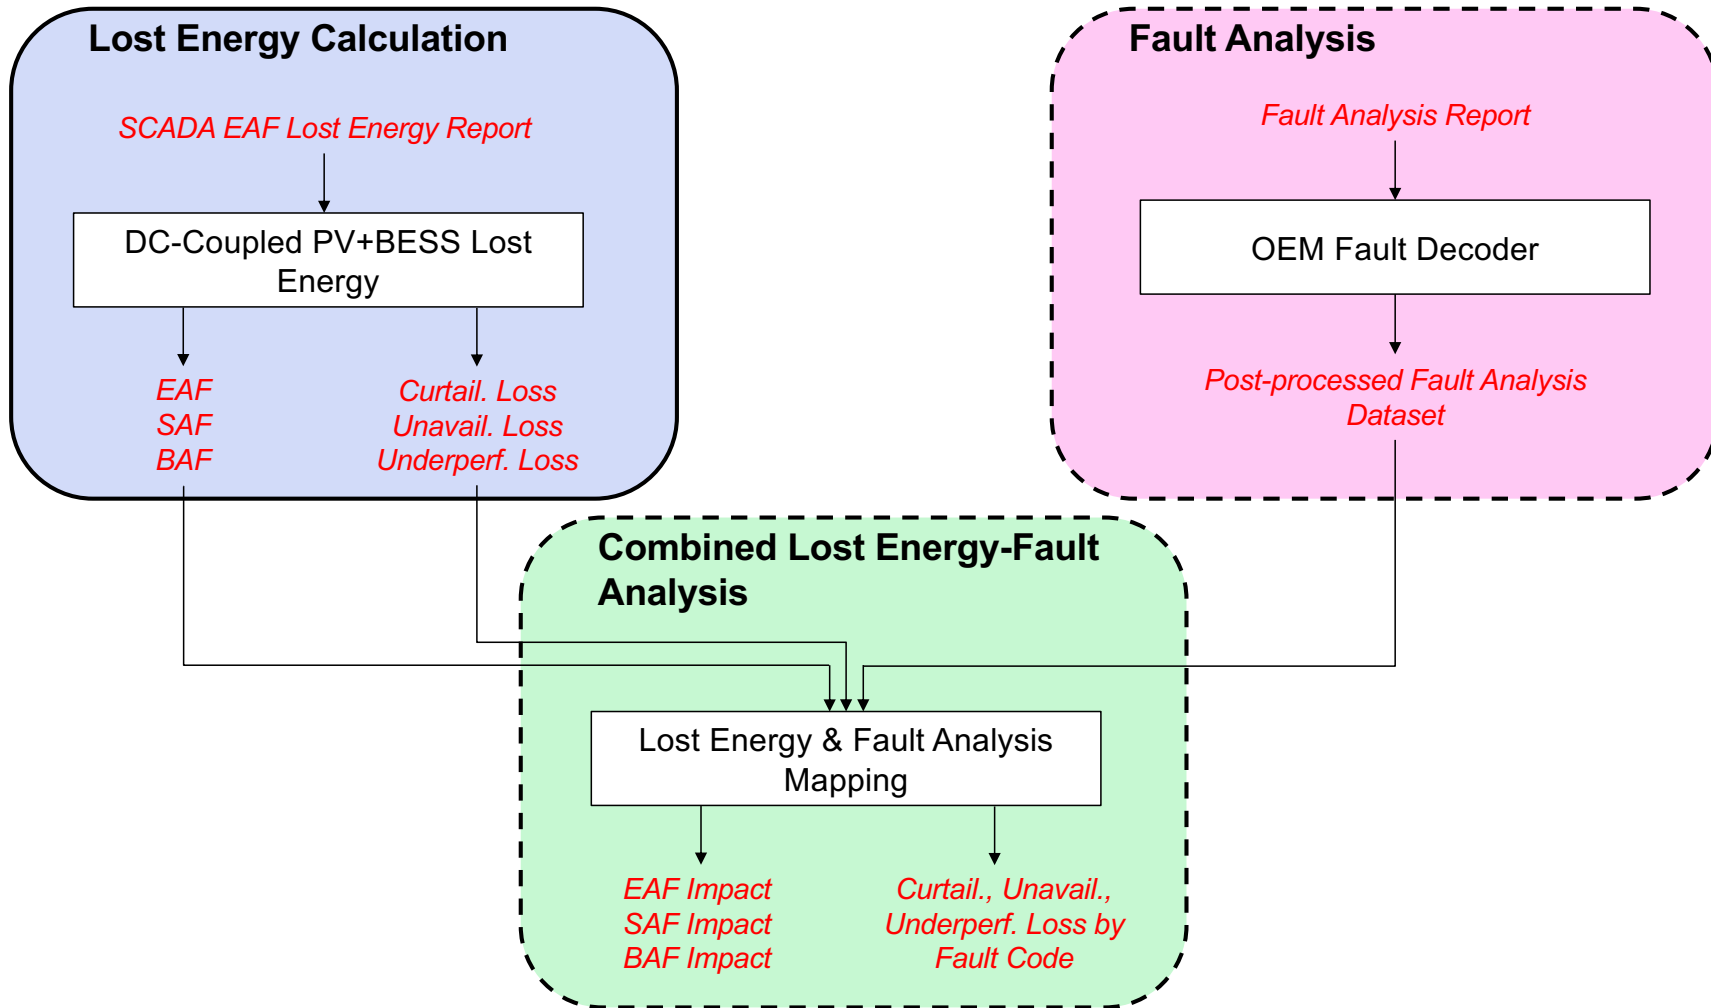 Lost Energy Calculation
SCADA EAF Lost Energy Report
DC-Coupled PV+BESS Lost
Energy
EAF
SAF
BAF
Curtail. Loss
Unavail. Loss
Underperf. Loss
Fault Analysis
Fault Analysis Report
OEM Fault Decoder
Post-processed Fault Analysis
Dataset
Combined Lost Energy-Fault
Analysis
Lost Energy & Fault Analysis
Mapping
EAF Impact
SAF Impact
BAF Impact
Curtail., Unavail.,
Underperf. Loss by
Fault Code